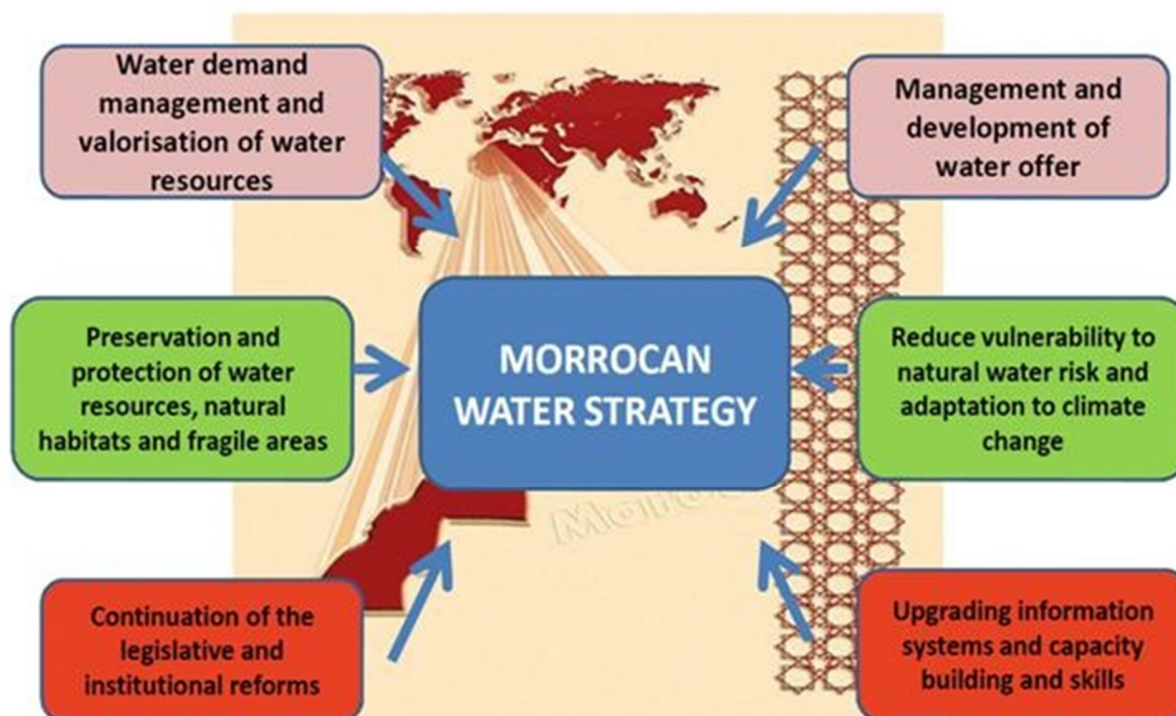 Water demand
management and
valorisation of water
resources
Management and
development of
water offer
Preservation and
protection of water
resources, natural
habitats and fragile areas
MORROCAN
WATER STRATEGY
Reduce vulnerability to
natural water risk and
adaptation to climate
change
Continuation of the
legislative and
institutional reforms
Upgrading information
systems and capacity
building and skills